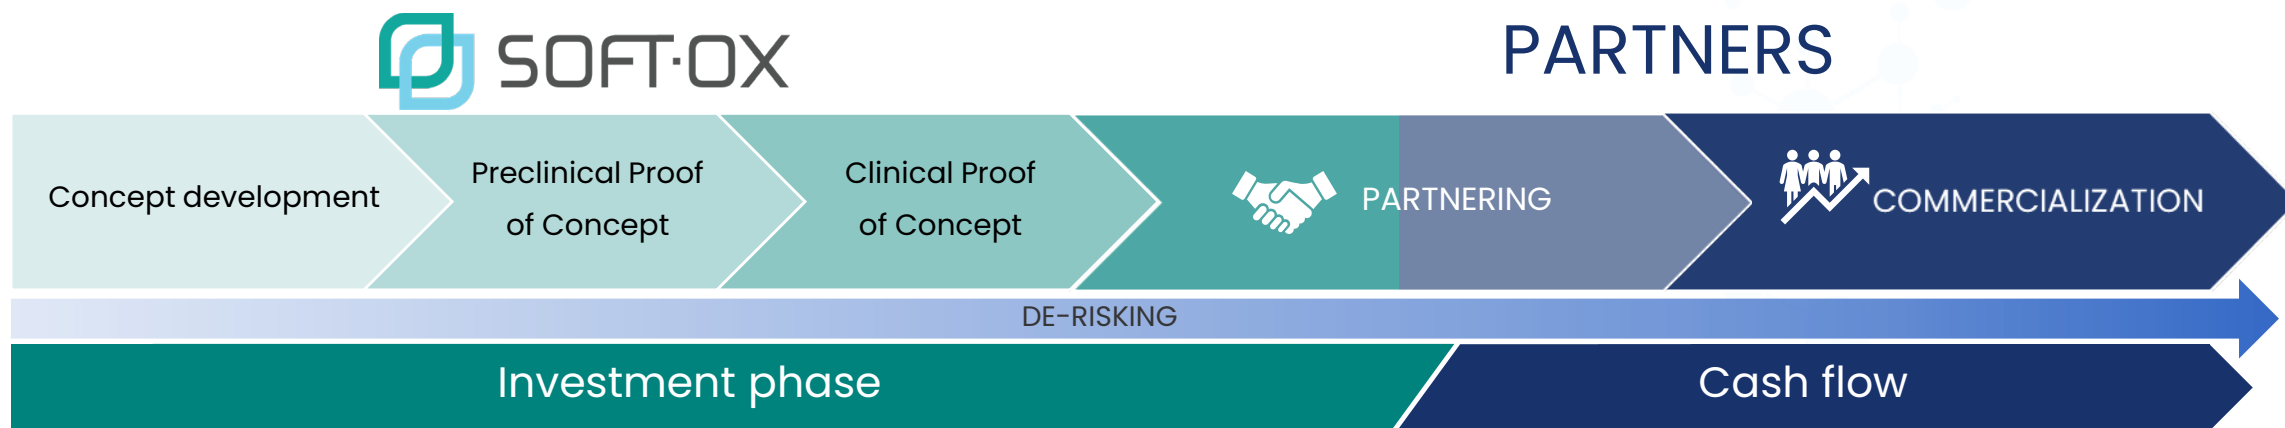 SOFT·OX
PARTNERS
Concept development
Preclinical Proof
of Concept
Clinical Proof
of Concept
PARTNERING
COMMERCIALIZATION
DE-RISKING
Investment phase
Cash flow